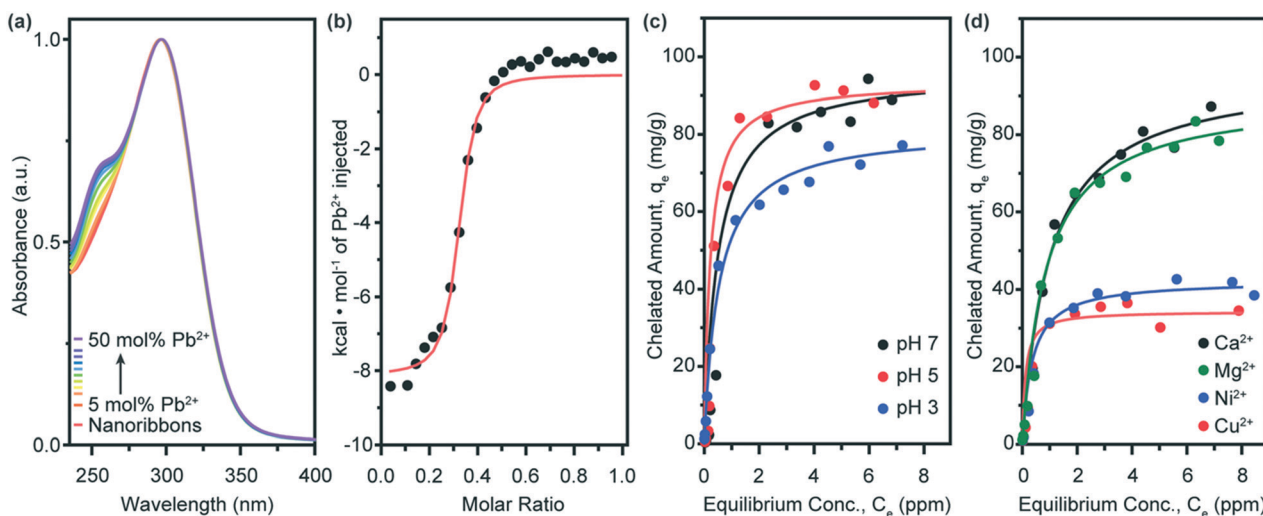 (a)
1.0
0.5
0.0
Absorbance (a.u.)
50 mol% Pb²⁺
5 mol% Pb²⁺
Nanoribbons
250
300
350
400
Wavelength (nm)
(b)
0
-2
-4
-6
-8
-10
kcal • mol⁻¹ of Pb²⁺ injected
0.0
0.2
0.4
0.6
0.8
1.0
Molar Ratio
(c)
100
80
60
40
20
0
Chelated Amount, qₑ (mg/g)
pH 7
pH 5
pH 3
0
2
4
6
8
Equilibrium Conc., Cₑ (ppm)
(d)
100
80
60
40
20
0
Chelated Amount, qₑ (mg/g)
Ca²⁺
Mg²⁺
Ni²⁺
Cu²⁺
0
2
4
6
8
Equilibrium Conc., Cₑ (ppm)